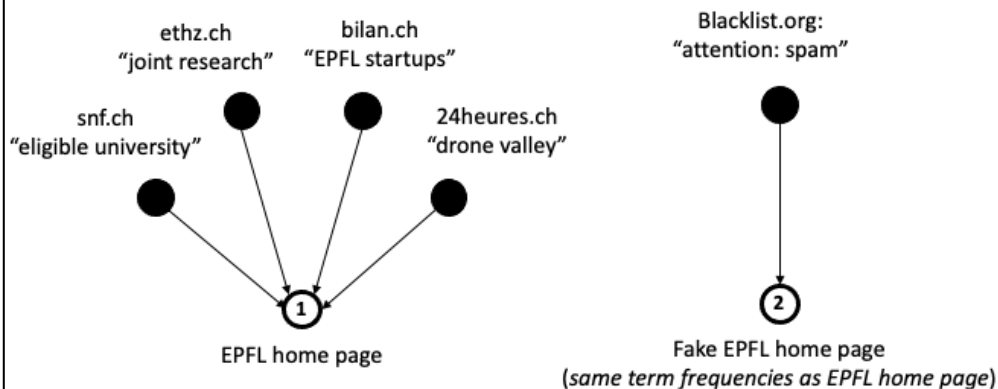 ethz.ch
“joint research”
bilan.ch
“EPFL startups”
snf.ch
“eligible university”
24heures.ch
“drone valley”
1
EPFL home page
Blacklist.org:
“attention: spam”
2
Fake EPFL home page
(same term frequencies as EPFL home page)